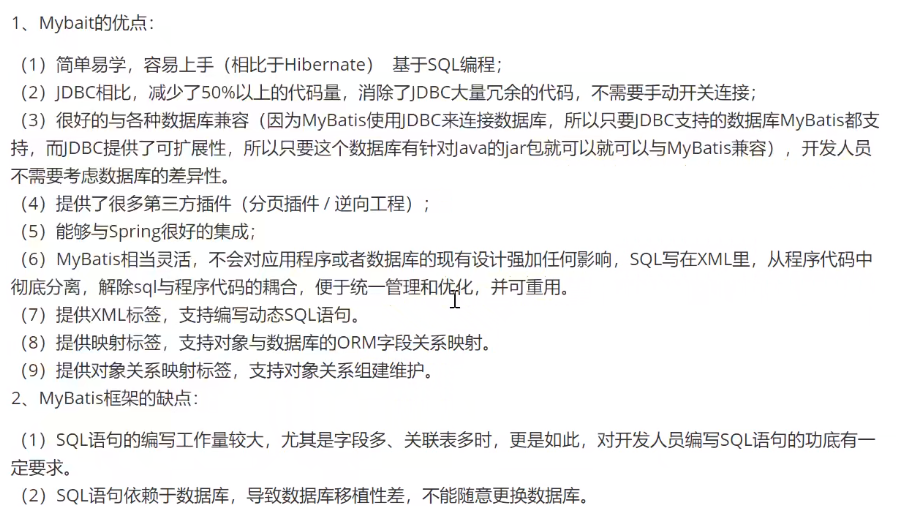 1、Mybait的优点：
（1）简单易学，容易上手（相比于Hibernate） 基于SQL编程；
（2）JDBC相比，减少了50%以上的代码量，消除了JDBC大量冗余的代码，不需要手动开关连接；
（3）很好的与各种数据库兼容（因为MyBatis使用JDBC来连接数据库，所以只要JDBC支持的数据库MyBatis都支
持，而JDBC提供了可扩展性，所以只要这个数据库有针对Java的jar包就可以就可以与MyBatis兼容），开发人员
不需要考虑数据库的差异性。
（4）提供了很多第三方插件（分页插件 / 逆向工程）；
（5）能够与Spring很好的集成；
（6）MyBatis相当灵活，不会对应用程序或者数据库的现有设计强加任何影响，SQL写在XML里，从程序代码中
彻底分离，解除sql与程序代码的耦合，便于统一管理和优化，并可重用。
（7）提供XML标签，支持编写动态SQL语句。
（8）提供映射标签，支持对象与数据库的ORM字段关系映射。
（9）提供对象关系映射标签，支持对象关系组建维护。
2、MyBatis框架的缺点：
（1）SQL语句的编写工作量较大，尤其是字段多、关联表多时，更是如此，对开发人员编写SQL语句的功底有一
定要求。
（2）SQL语句依赖于数据库，导致数据库移植性差，不能随意更换数据库。